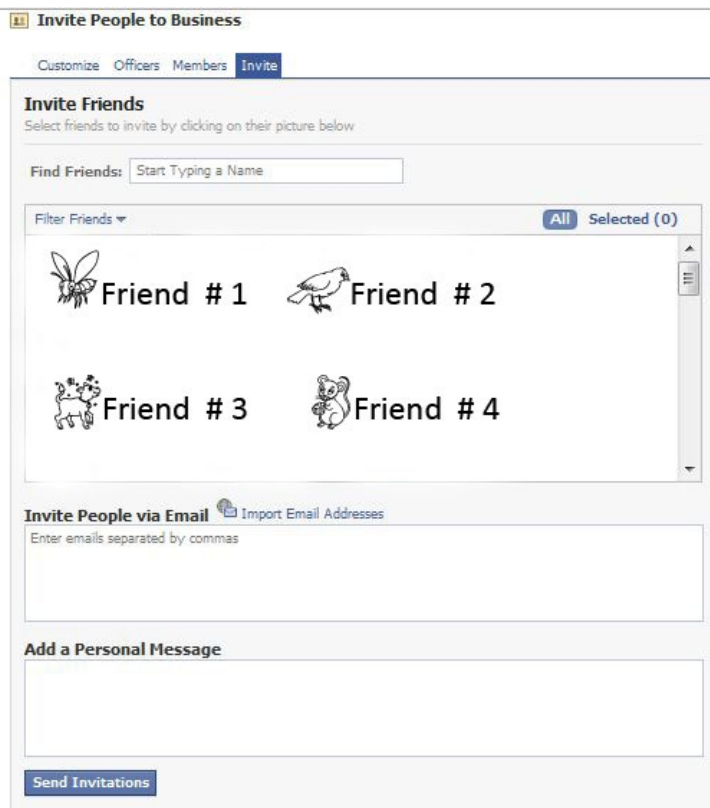 Invite People to Business
Customize Officers Members Invite
Invite Friends
Select friends to invite by clicking on their picture below
Find Friends: Start Typing a Name
Filter Friends All Selected (0)
Friend # 1 Friend # 2
Friend # 3 Friend # 4
Invite People via Email Import Email Addresses
Enter emails separated by commas
Add a Personal Message
Send Invitations